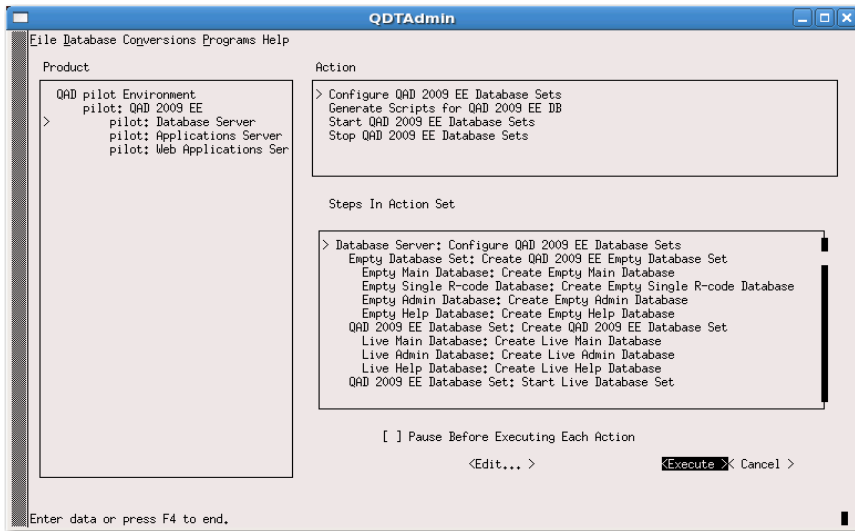 QDTAdmin
File Database Conversions Programs Help
Product
QAD pilot Environment
pilot: QAD 2009 EE
> pilot: Database Server
pilot: Applications Server
pilot: Web Applications Ser
Action
> Configure QAD 2009 EE Database Sets
Generate Scripts for QAD 2009 EE DB
Start QAD 2009 EE Database Sets
Stop QAD 2009 EE Database Sets
Steps In Action Set
> Database Server: Configure QAD 2009 EE Database Sets
Empty Database Set: Create QAD 2009 EE Empty Database Set
Empty Main Database: Create Empty Main Database
Empty Single R-code Database: Create Empty Single R-code Database
Empty Admin Database: Create Empty Admin Database
Empty Help Database: Create Empty Help Database
QAD 2009 EE Database Set: Create QAD 2009 EE Database Set
Live Main Database: Create Live Main Database
Live Admin Database: Create Live Admin Database
Live Help Database: Create Live Help Database
QAD 2009 EE Database Set: Start Live Database Set
[ ] Pause Before Executing Each Action
<Edit... > <Execute >< Cancel >
Enter data or press F4 to end.